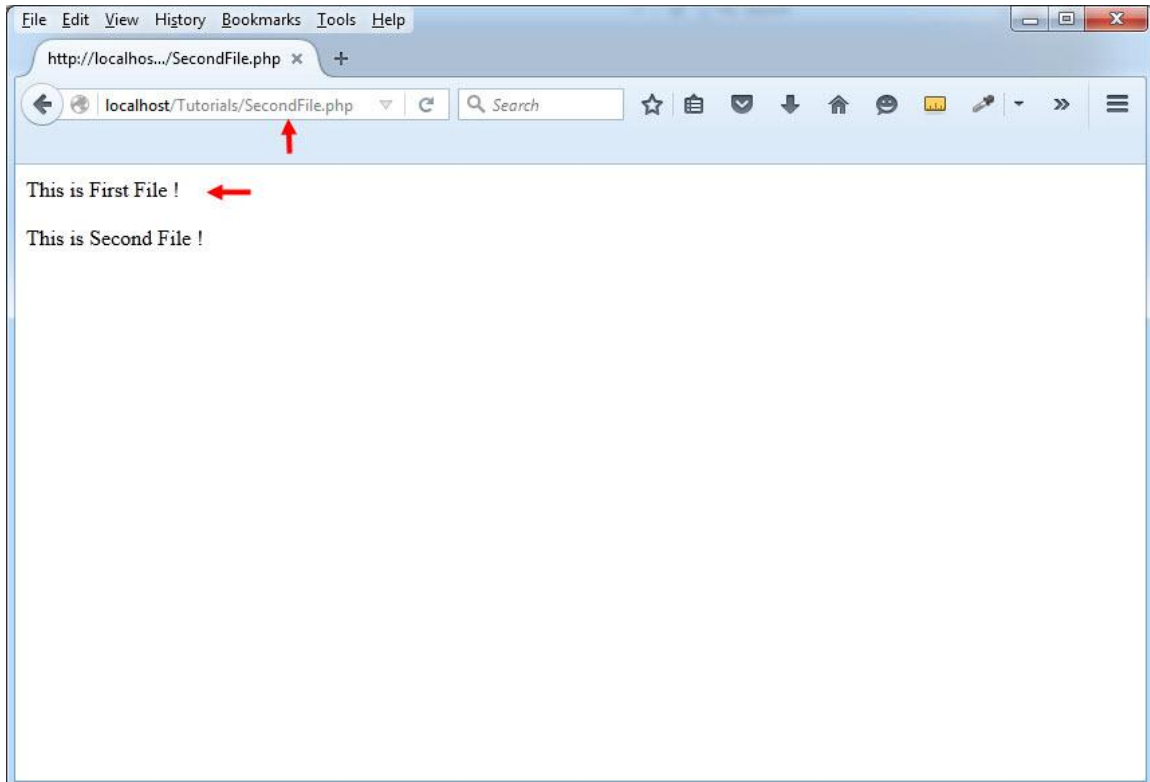 File Edit View History Bookmarks Tools Help
http://localhos.../SecondFile.php × +
localhost/Tutorials/SecondFile.php Search
This is First File !
This is Second File !